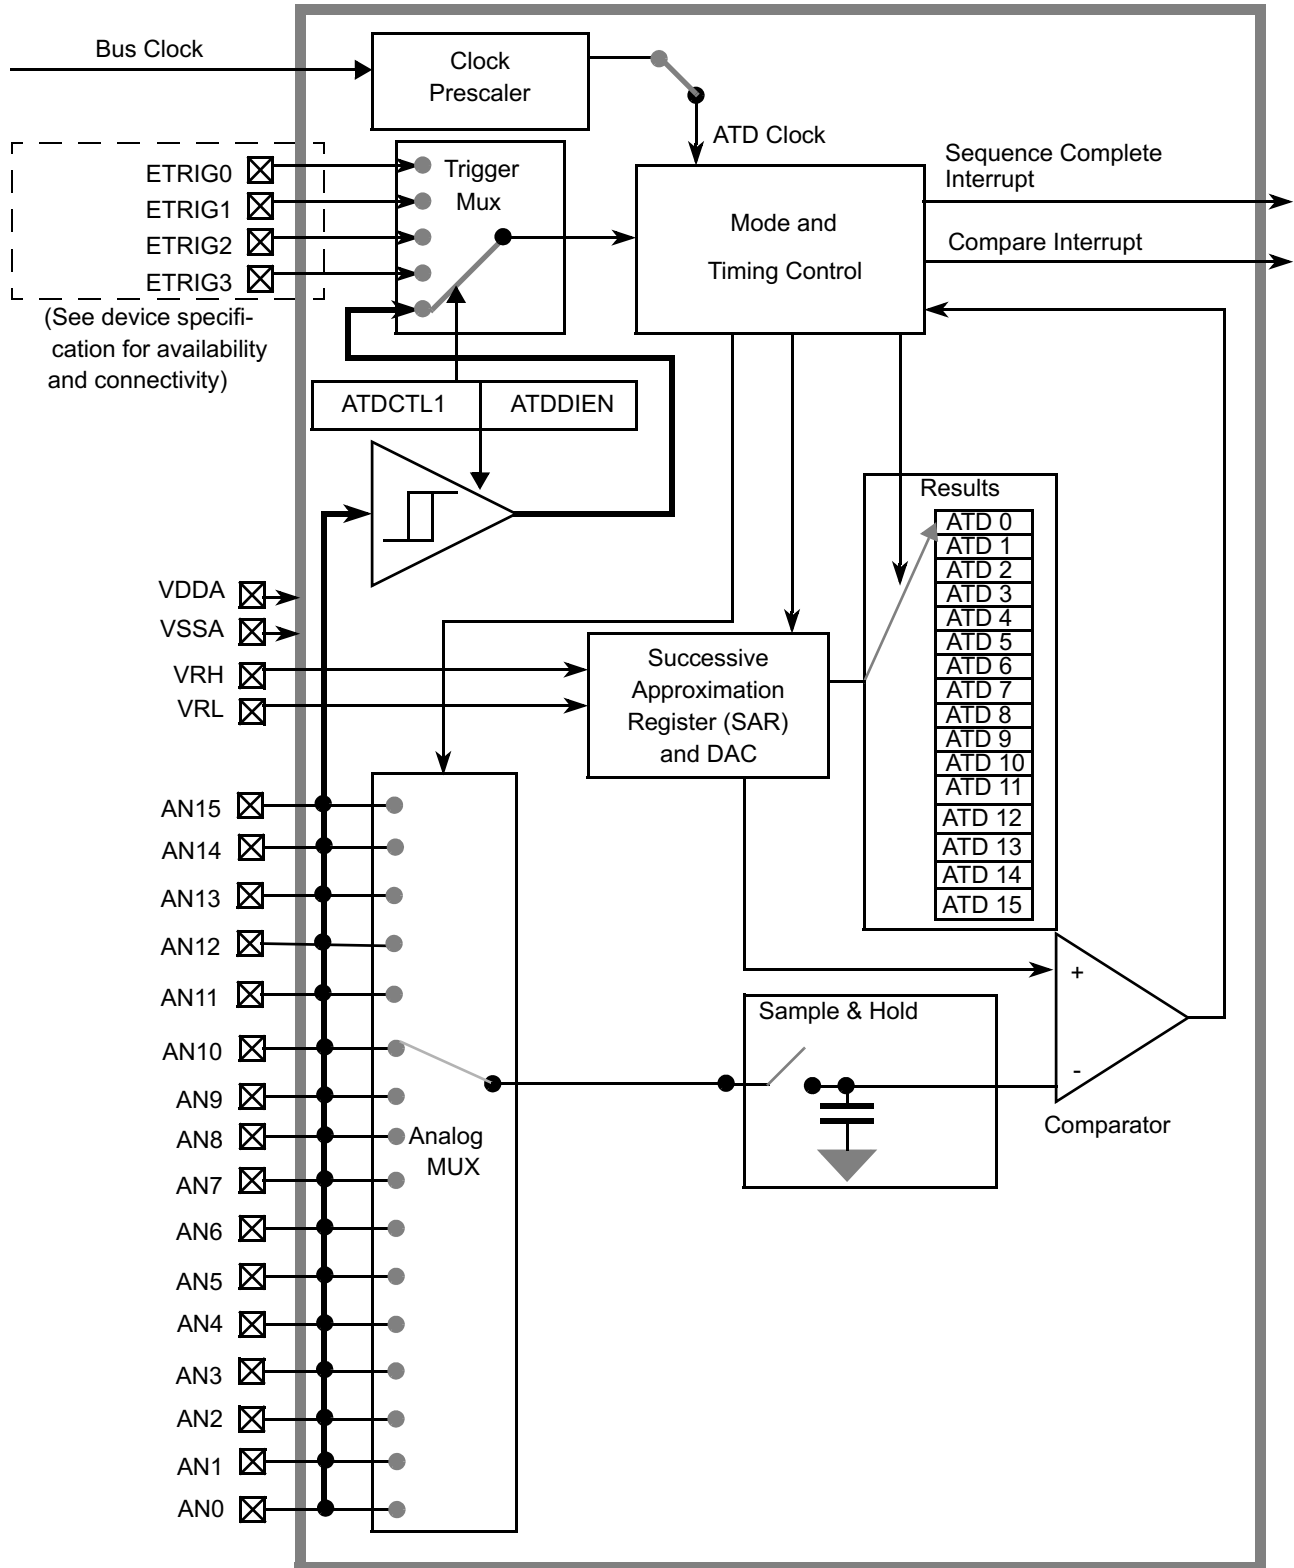 Bus Clock
Clock
Prescaler
ATD Clock
ETRIG0
ETRIG1
ETRIG2
ETRIG3
(See device specifi-
cation for availability
and connectivity)
Trigger
Mux
Mode and
Timing Control
Sequence Complete
Interrupt
Compare Interrupt
ATDCTL1
ATDDIEN
Results
ATD 0
ATD 1
ATD 2
ATD 3
ATD 4
ATD 5
ATD 6
ATD 7
ATD 8
ATD 9
ATD 10
ATD 11
ATD 12
ATD 13
ATD 14
ATD 15
VDDA
VSSA
VRH
VRL
Successive
Approximation
Register (SAR)
and DAC
AN15
AN14
AN13
AN12
AN11
AN10
AN9
AN8
AN7
AN6
AN5
AN4
AN3
AN2
AN1
AN0
Analog
MUX
Sample & Hold
+
-
Comparator